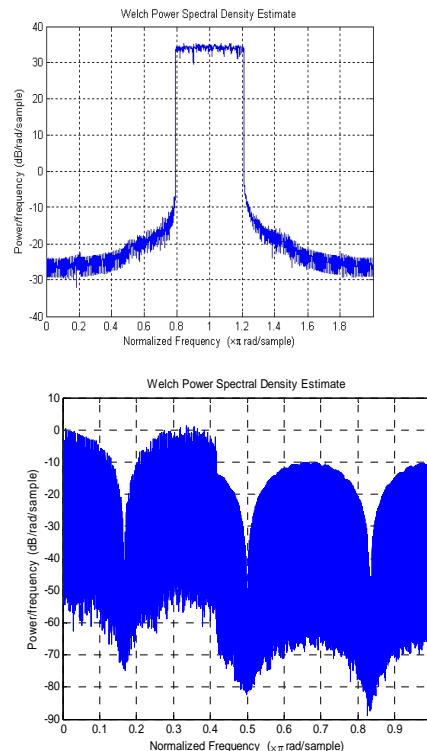 Welch Power Spectral Density Estimate
40
30
20
10
0
-10
-20
-30
-40
Power/frequency (dB/rad/sample)
0 0.2 0.4 0.6 0.8 1 1.2 1.4 1.6 1.8
Normalized Frequency (×π rad/sample)
Welch Power Spectral Density Estimate
10
0
-10
-20
-30
-40
-50
-60
-70
-80
-90
Power/frequency (dB/rad/sample)
0 0.1 0.2 0.3 0.4 0.5 0.6 0.7 0.8 0.9
Normalized Frequency (×π rad/sample)